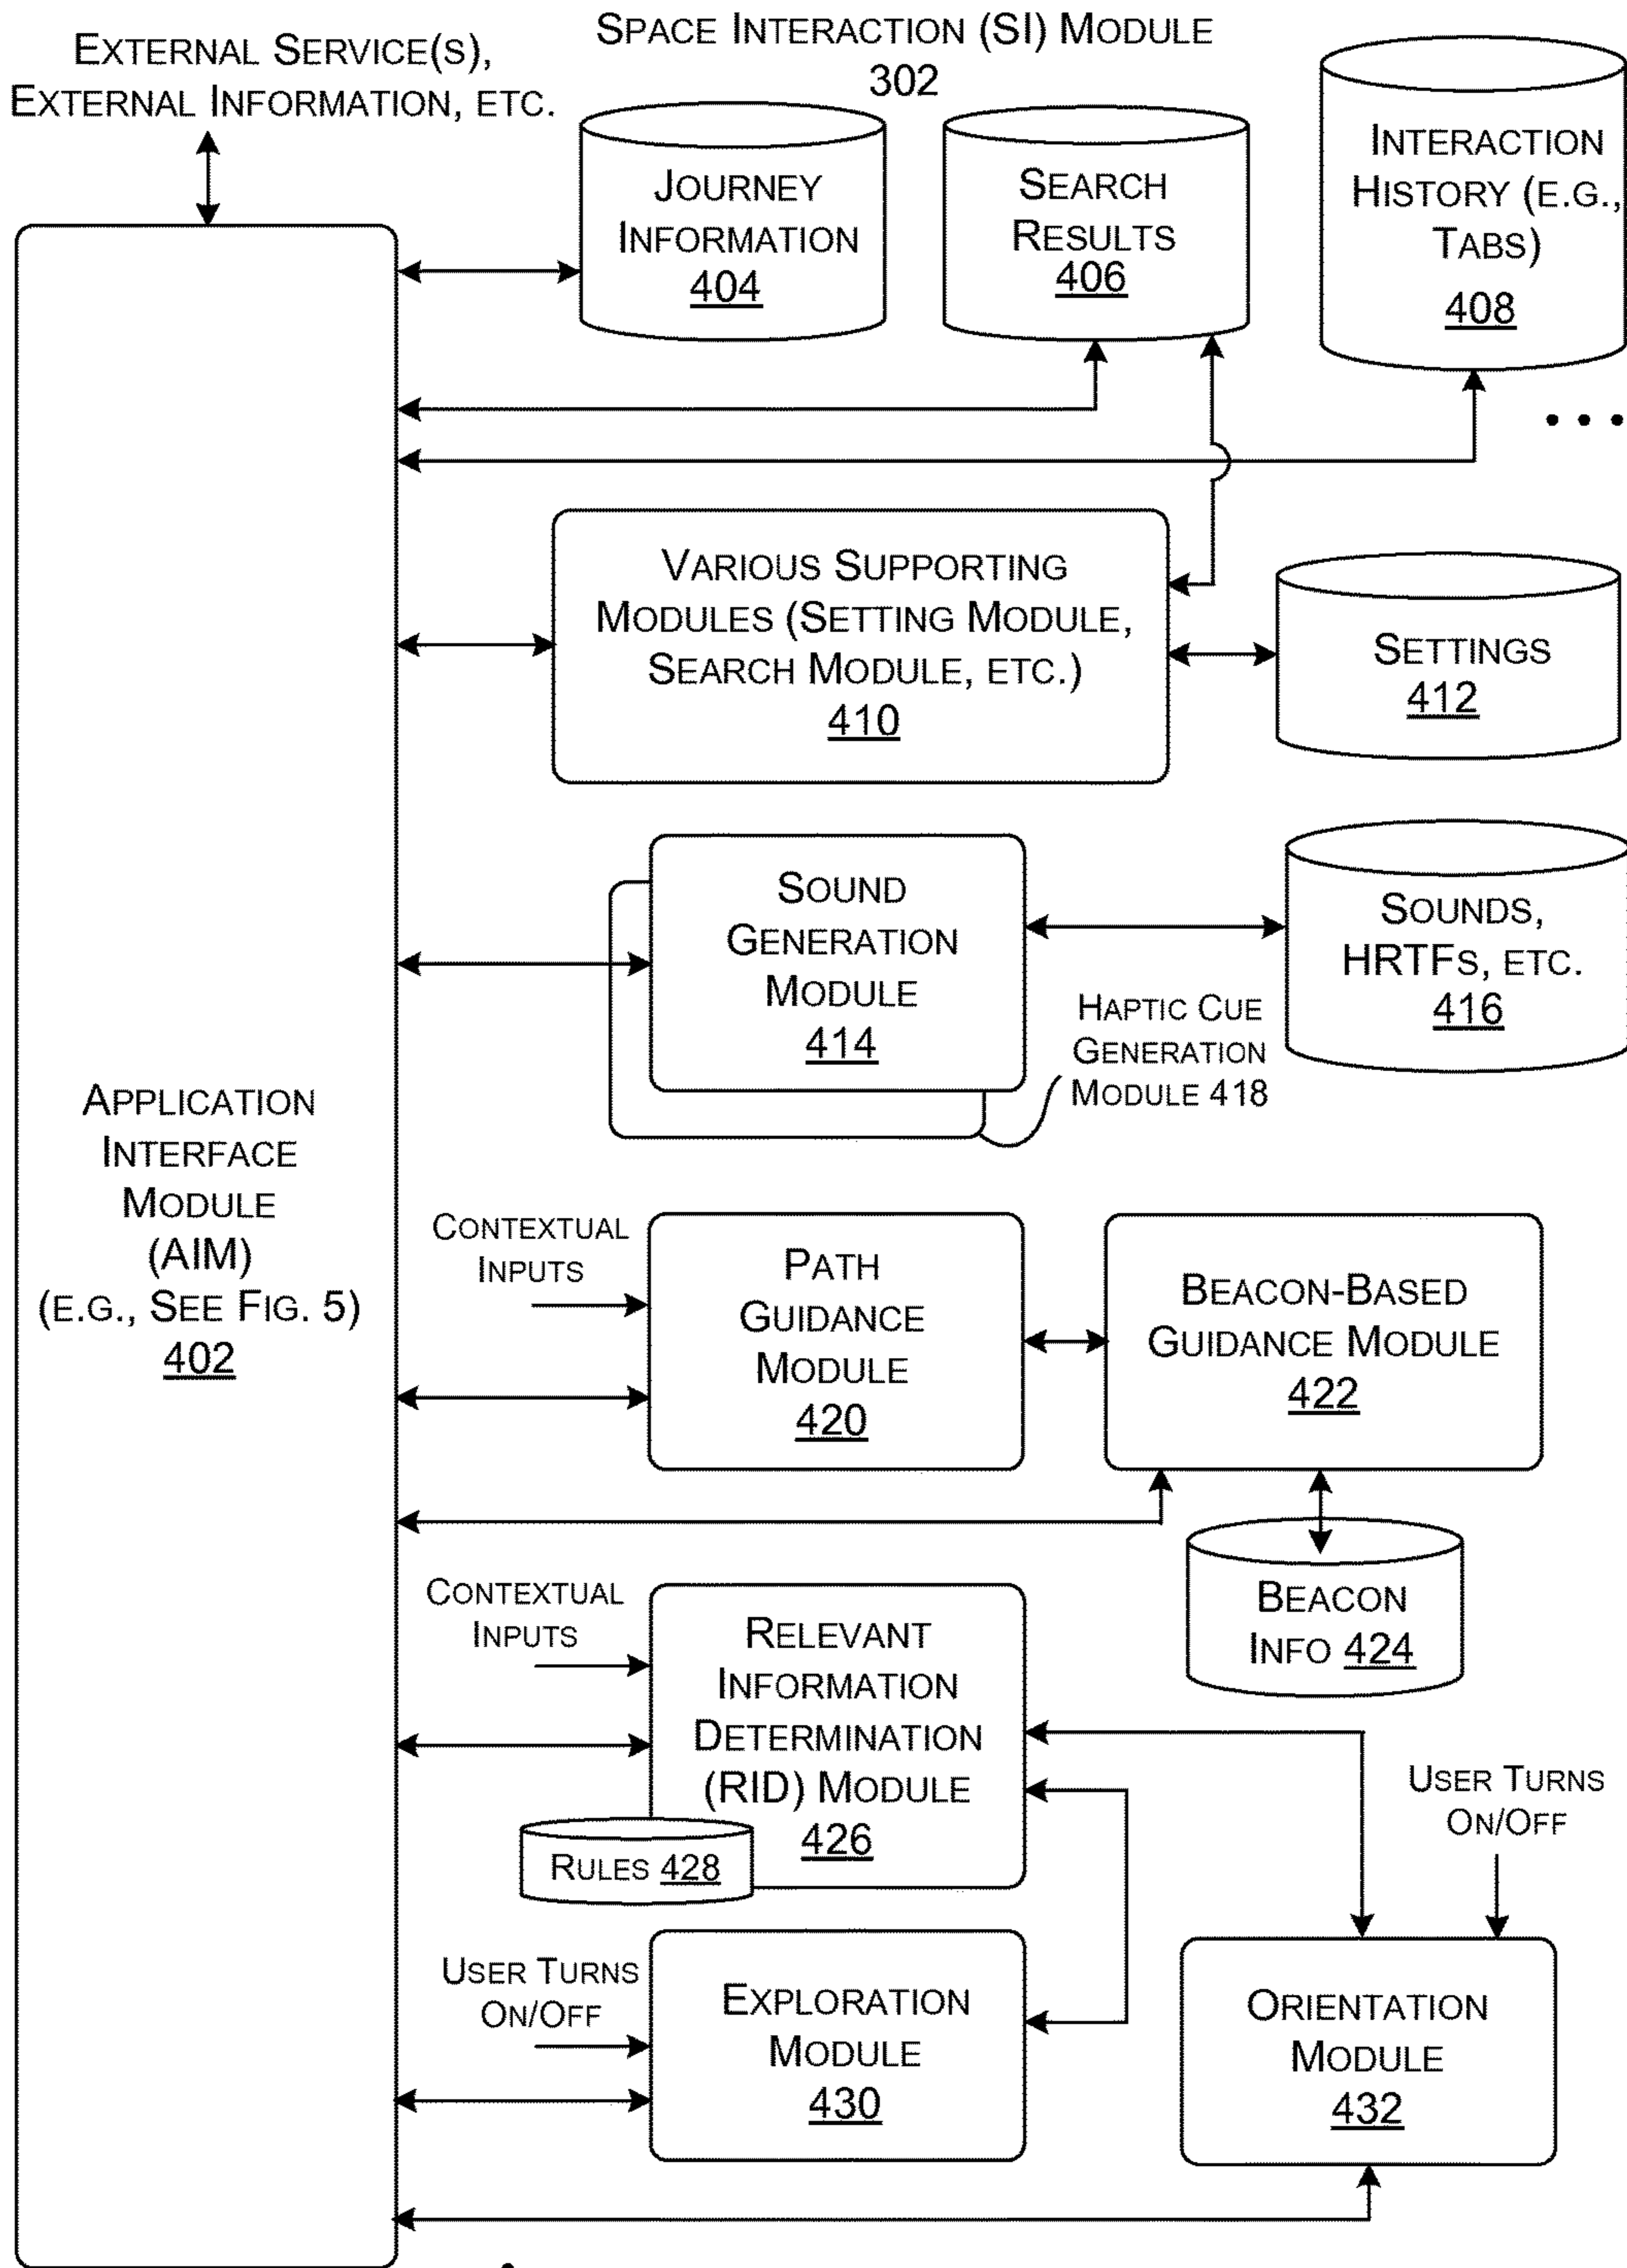 SPACE INTERACTION (SI) MODULE
302
EXTERNAL SERVICE(S),
EXTERNAL INFORMATION, ETC.
JOURNEY
INFORMATION
404
SEARCH
RESULTS
406
INTERACTION
HISTORY (E.G.,
TABS)
408
• • •
VARIOUS SUPPORTING
MODULES (SETTING MODULE,
SEARCH MODULE, ETC.)
410
SETTINGS
412
SOUND
GENERATION
MODULE
414
SOUNDS,
HRTFS, ETC.
416
HAPTIC CUE
GENERATION
MODULE 418
APPLICATION
INTERFACE
MODULE
(AIM)
(E.G., SEE FIG. 5)
402
CONTEXTUAL
INPUTS
PATH
GUIDANCE
MODULE
420
BEACON-BASED
GUIDANCE MODULE
422
BEACON
INFO 424
CONTEXTUAL
INPUTS
RELEVANT
INFORMATION
DETERMINATION
(RID) MODULE
426
RULES 428
USER TURNS
ON/OFF
EXPLORATION
MODULE
430
USER TURNS
ON/OFF
ORIENTATION
MODULE
432